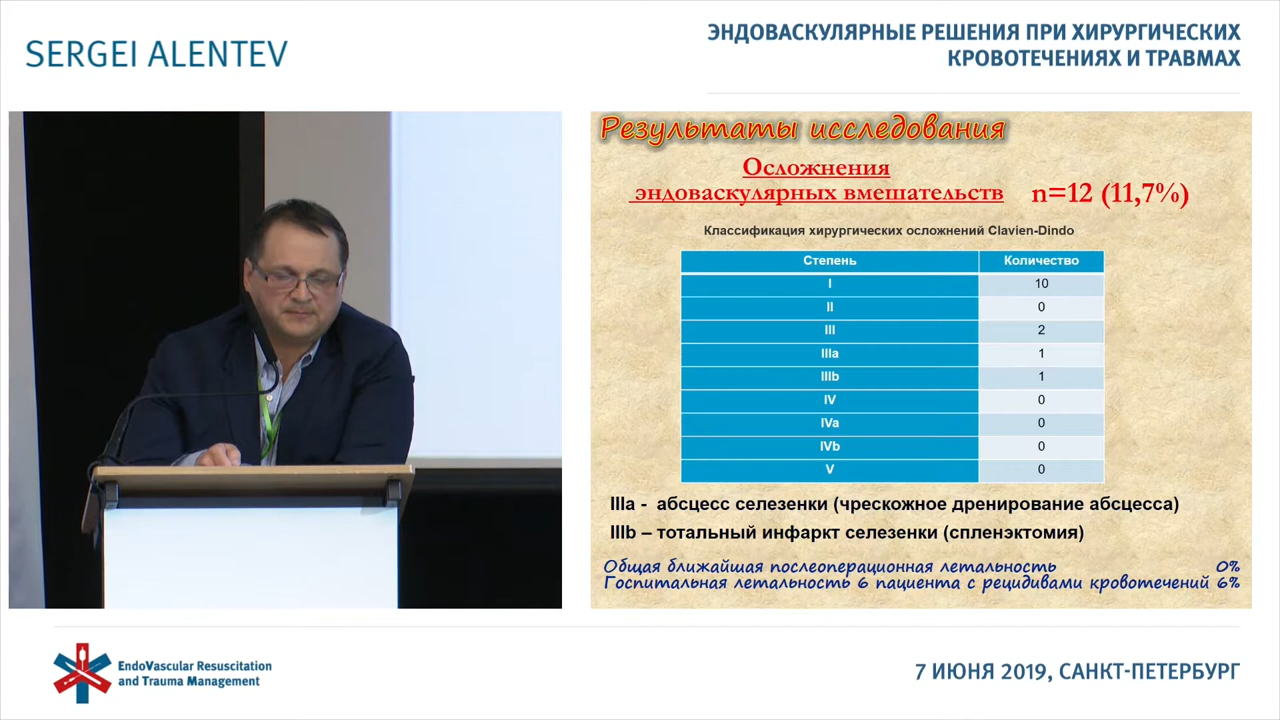 SERGEI ALENTEV
ЭНДОВАСКУЛЯРНЫЕ РЕШЕНИЯ ПРИ ХИРУРГИЧЕСКИХ
КРОВОТЕЧЕНИЯХ И ТРАВМАХ
Результаты исследования
Осложнения
эндоваскулярных вмешательств n=12 (11,7%)
Классификация хирургических осложнений Clavien-Dindo
Степень Количество
I 10
II 0
III 2
IIIa 1
IIIb 1
IV 0
IVa 0
IVb 0
V 0
IIIa - абсцесс селезенки (чрескожное дренирование абсцесса)
IIIb – тотальный инфаркт селезенки (спленэктомия)
Общая ближайшая послеоперационная летальность 0%
Госпитальная летальность 6 пациента с рецидивами кровотечений 6%
EndoVascular Resuscitation
and Trauma Management
7 ИЮНЯ 2019, САНКТ-ПЕТЕРБУРГ